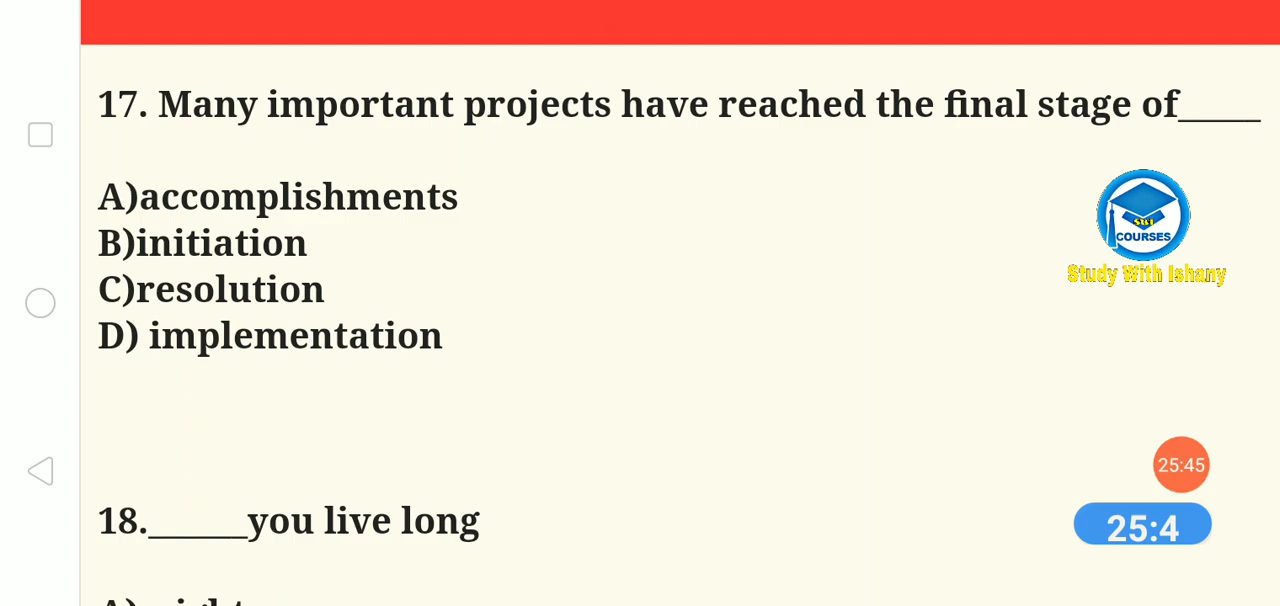 17. Many important projects have reached the final stage of_____
A)accomplishments
B)initiation
C)resolution
D) implementation
COURSES
Study With Ishany
25:45
18.______you live long
25:4